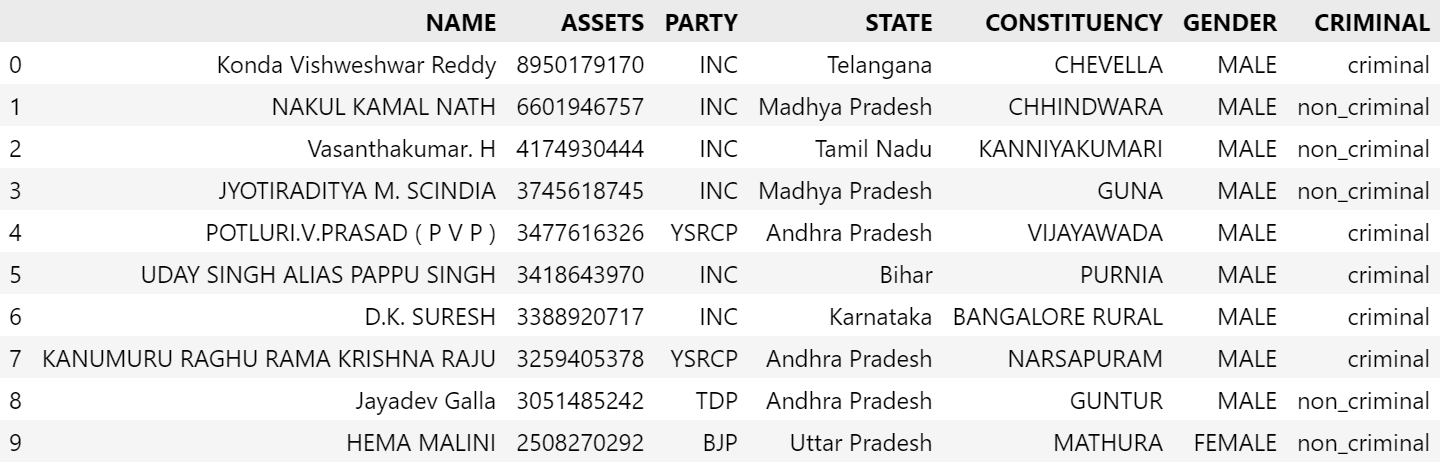 NAME ASSETS PARTY STATE CONSTITUENCY GENDER CRIMINAL
0 Konda Vishweshwar Reddy 8950179170 INC Telangana CHEVELLA MALE criminal
1 NAKUL KAMAL NATH 6601946757 INC Madhya Pradesh CHHINDWARA MALE non_criminal
2 Vasanthakumar. H 4174930444 INC Tamil Nadu KANNIYAKUMARI MALE non_criminal
3 JYOTIRADITYA M. SCINDIA 3745618745 INC Madhya Pradesh GUNA MALE non_criminal
4 POTLURI.V.PRASAD ( P V P ) 3477616326 YSRCP Andhra Pradesh VIJAYAWADA MALE criminal
5 UDAY SINGH ALIAS PAPPU SINGH 3418643970 INC Bihar PURNIA MALE criminal
6 D.K. SURESH 3388920717 INC Karnataka BANGALORE RURAL MALE criminal
7 KANUMURU RAGHU RAMA KRISHNA RAJU 3259405378 YSRCP Andhra Pradesh NARSAPURAM MALE criminal
8 Jayadev Galla 3051485242 TDP Andhra Pradesh GUNTUR MALE non_criminal
9 HEMA MALINI 2508270292 BJP Uttar Pradesh MATHURA FEMALE non_criminal